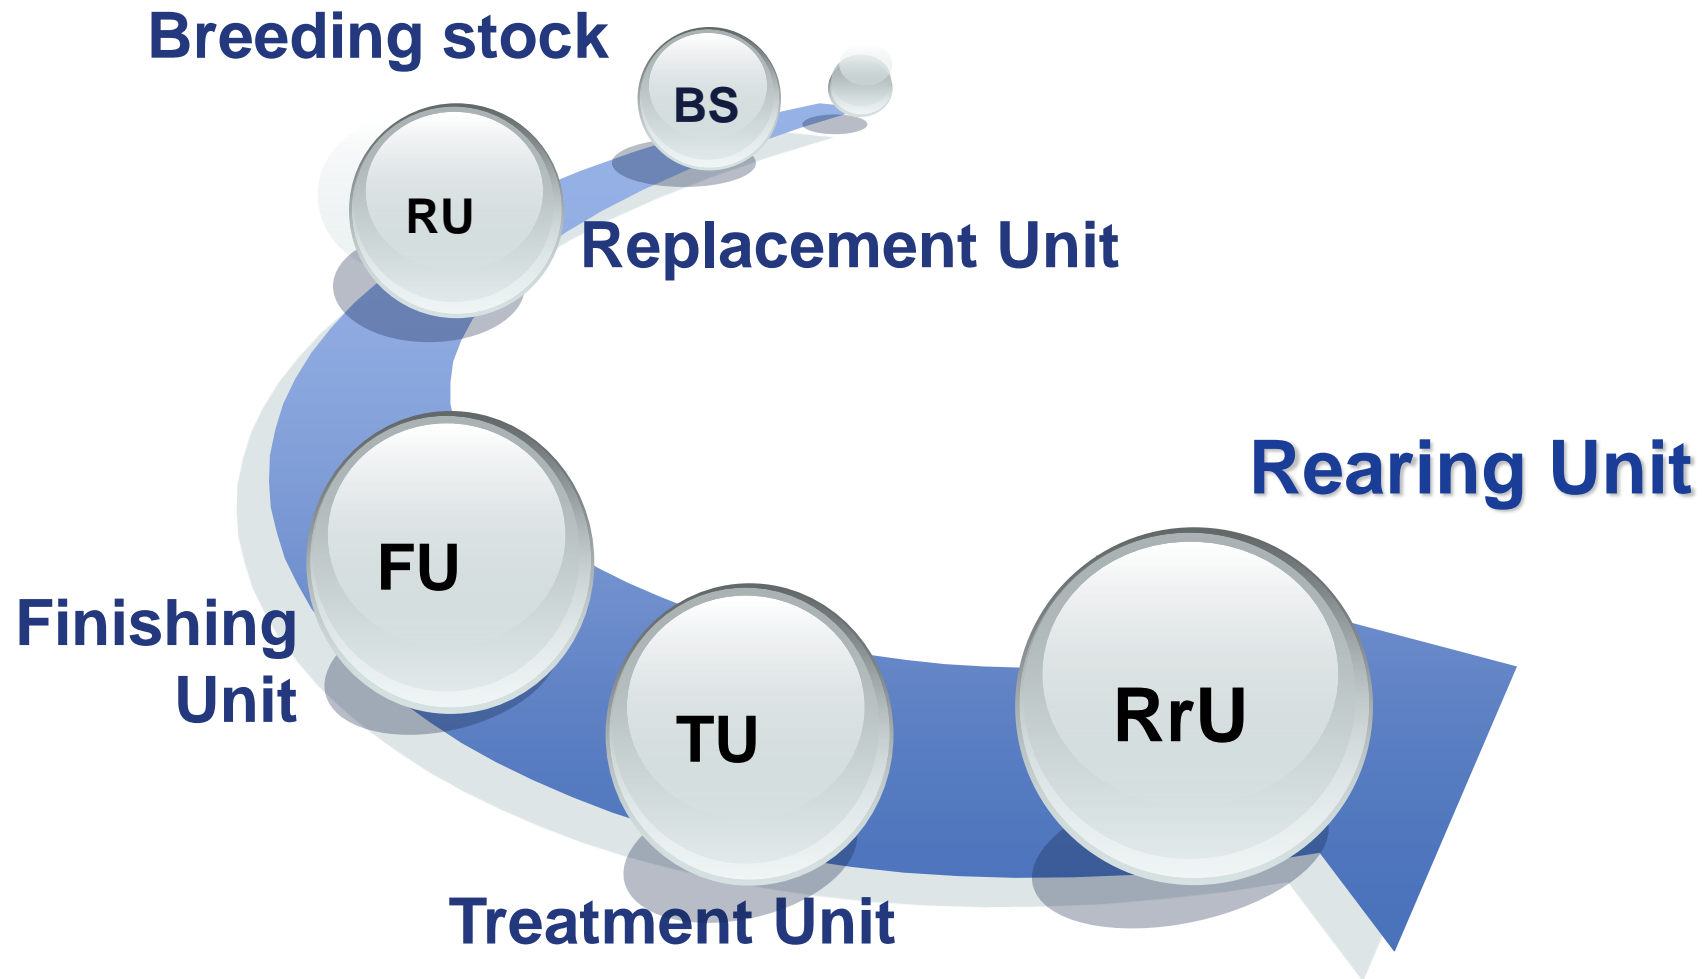 Breeding stock
BS
RU
Replacement Unit
Rearing Unit
FU
Finishing
Unit
TU
RrU
Treatment Unit